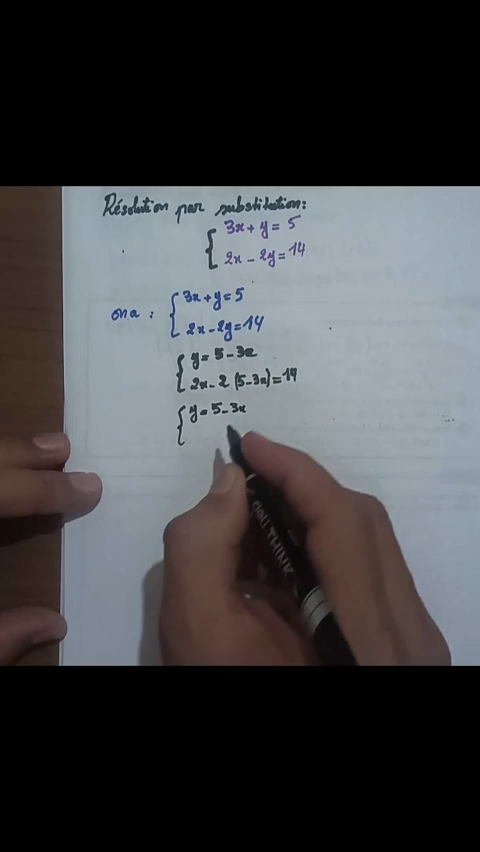 Résolution par substitution:
3x + y = 5
2x - 2y = 14
on a : 3x + y = 5
2x - 2y = 14
y = 5 - 3x
2x - 2 (5 - 3x) = 14
y = 5 - 3x
THINK